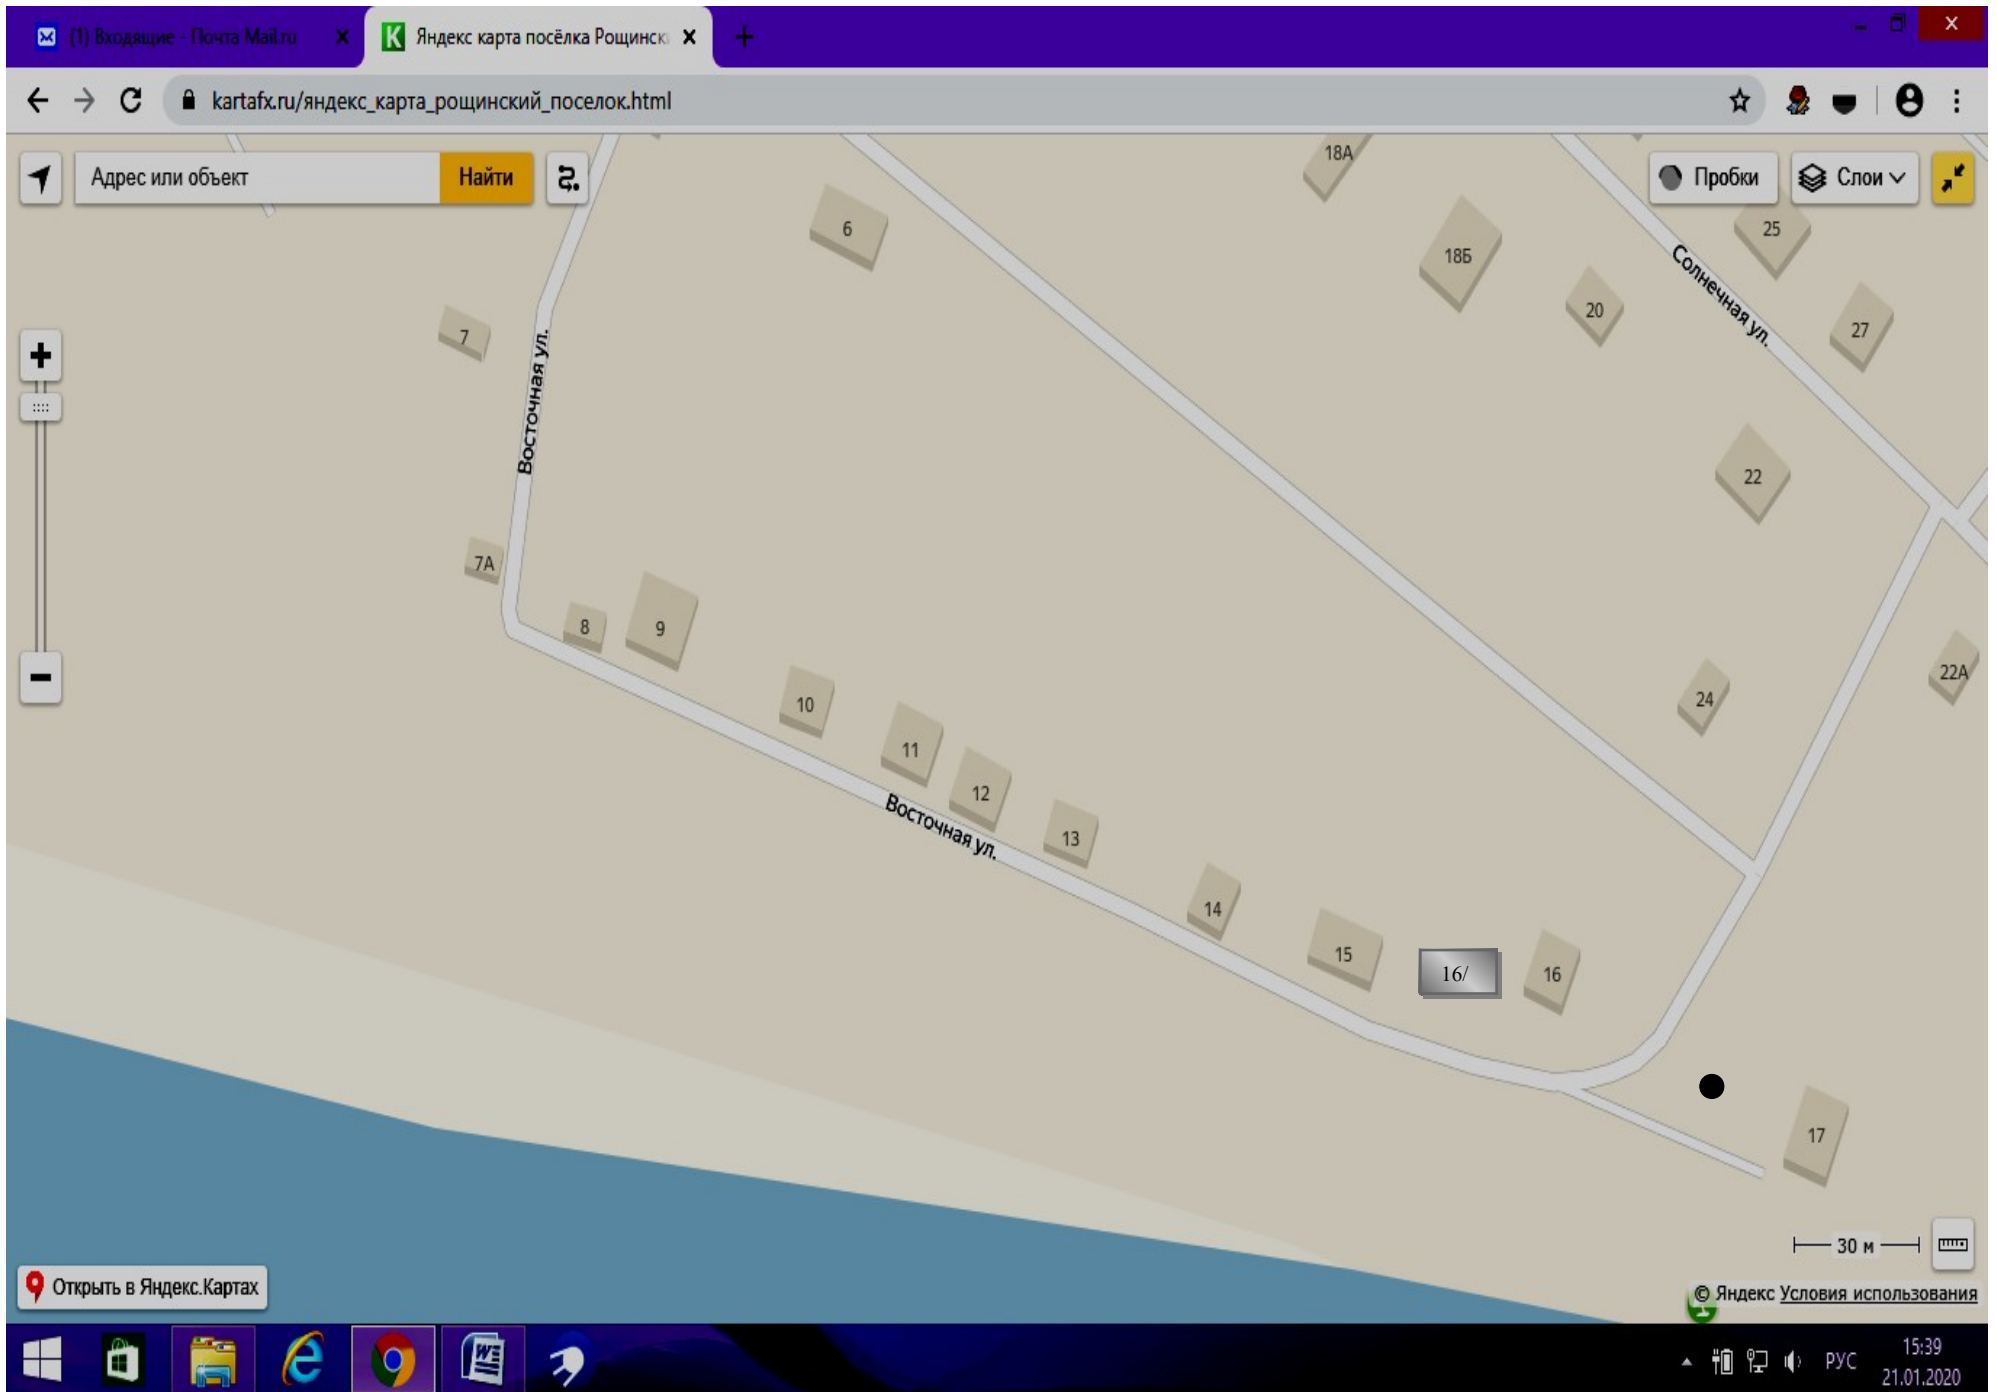 (1) Входящие - Почта Mail.ru
Яндекс карта посёлка Рощинск
kartafx.ru/яндекс_карта_рощинский_поселок.html
Адрес или объект
Найти
Пробки
Слои
18А
6
18Б
25
Солнечная ул.
20
27
7
Восточная ул.
22
7А
8
9
22А
10
24
11
12
Восточная ул.
13
14
15
16/
16
17
30 м
Открыть в Яндекс.Картах
© Яндекс Условия использования
РУС
15:39
21.01.2020